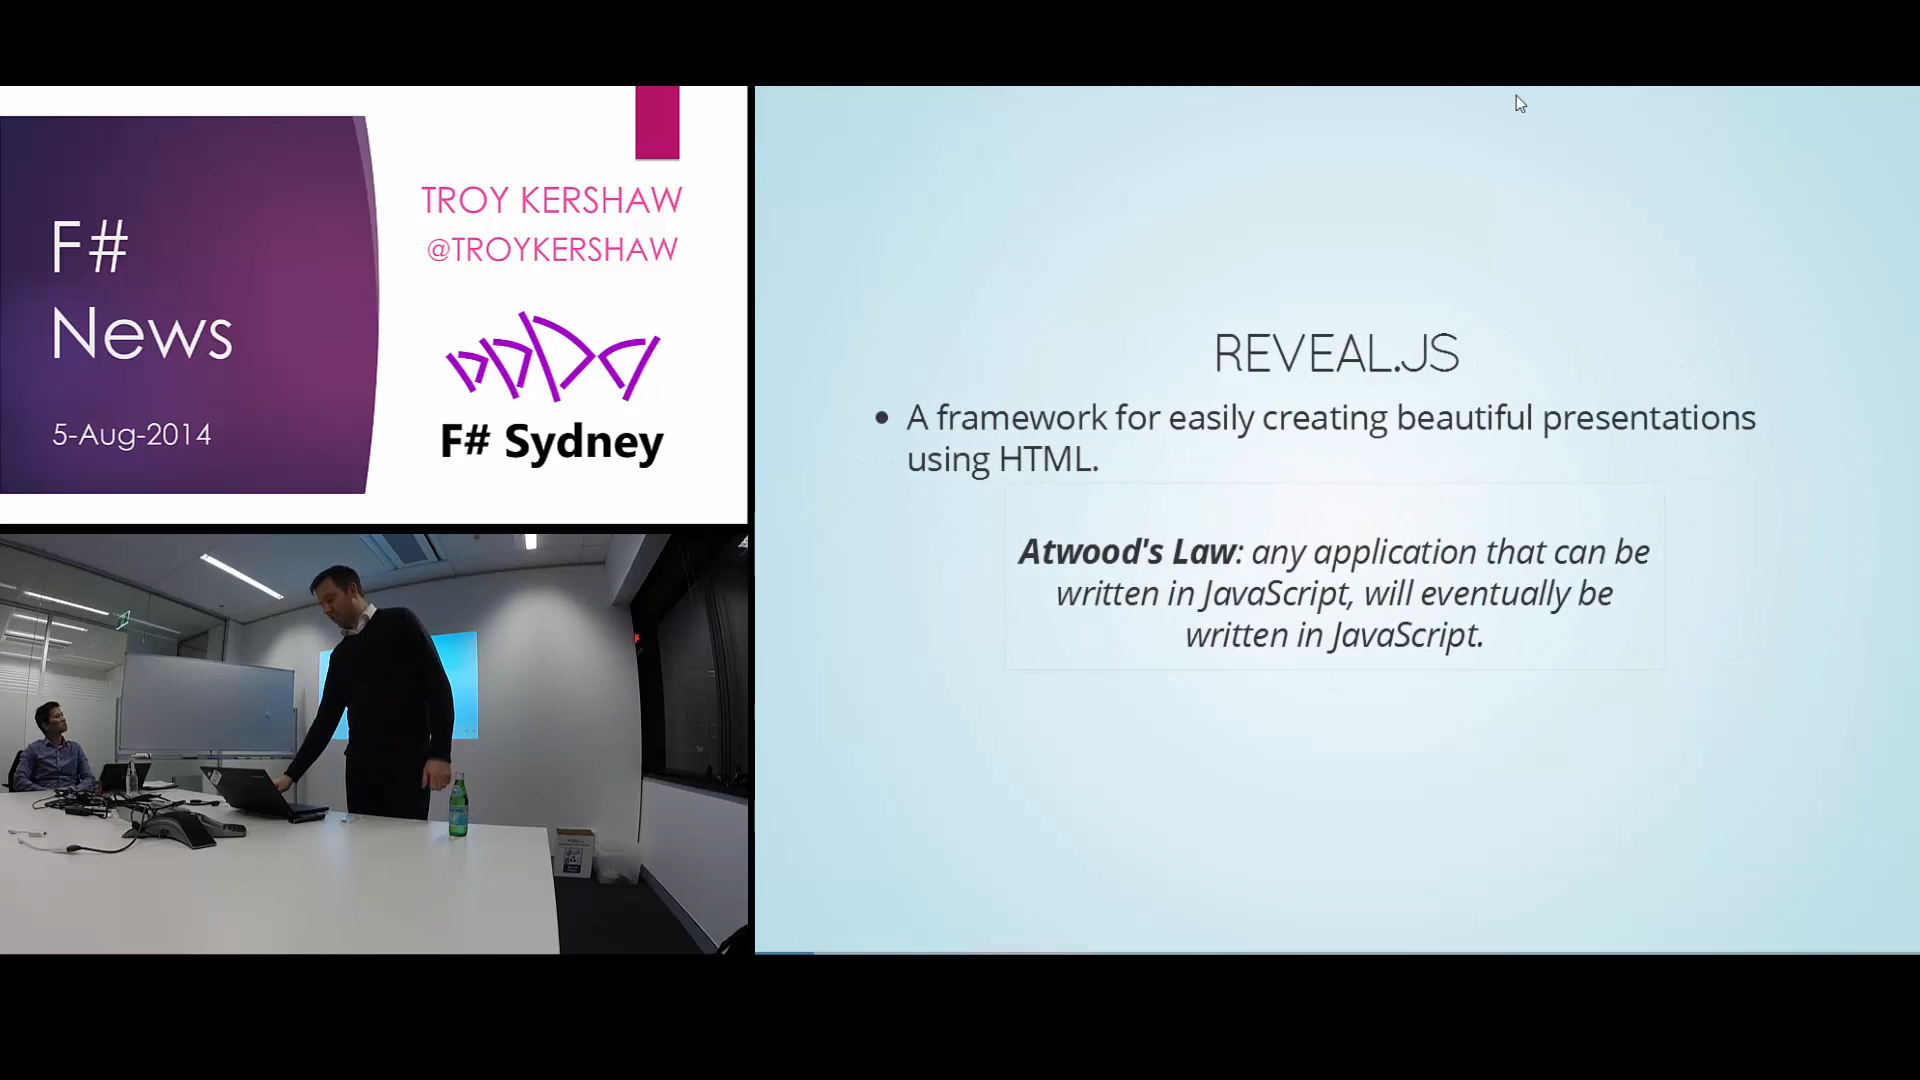 F#
News
5-Aug-2014
TROY KERSHAW
@TROYKERSHAW
F# Sydney
REVEAL.JS
• A framework for easily creating beautiful presentations
using HTML.
Atwood's Law: any application that can be
written in JavaScript, will eventually be
written in JavaScript.